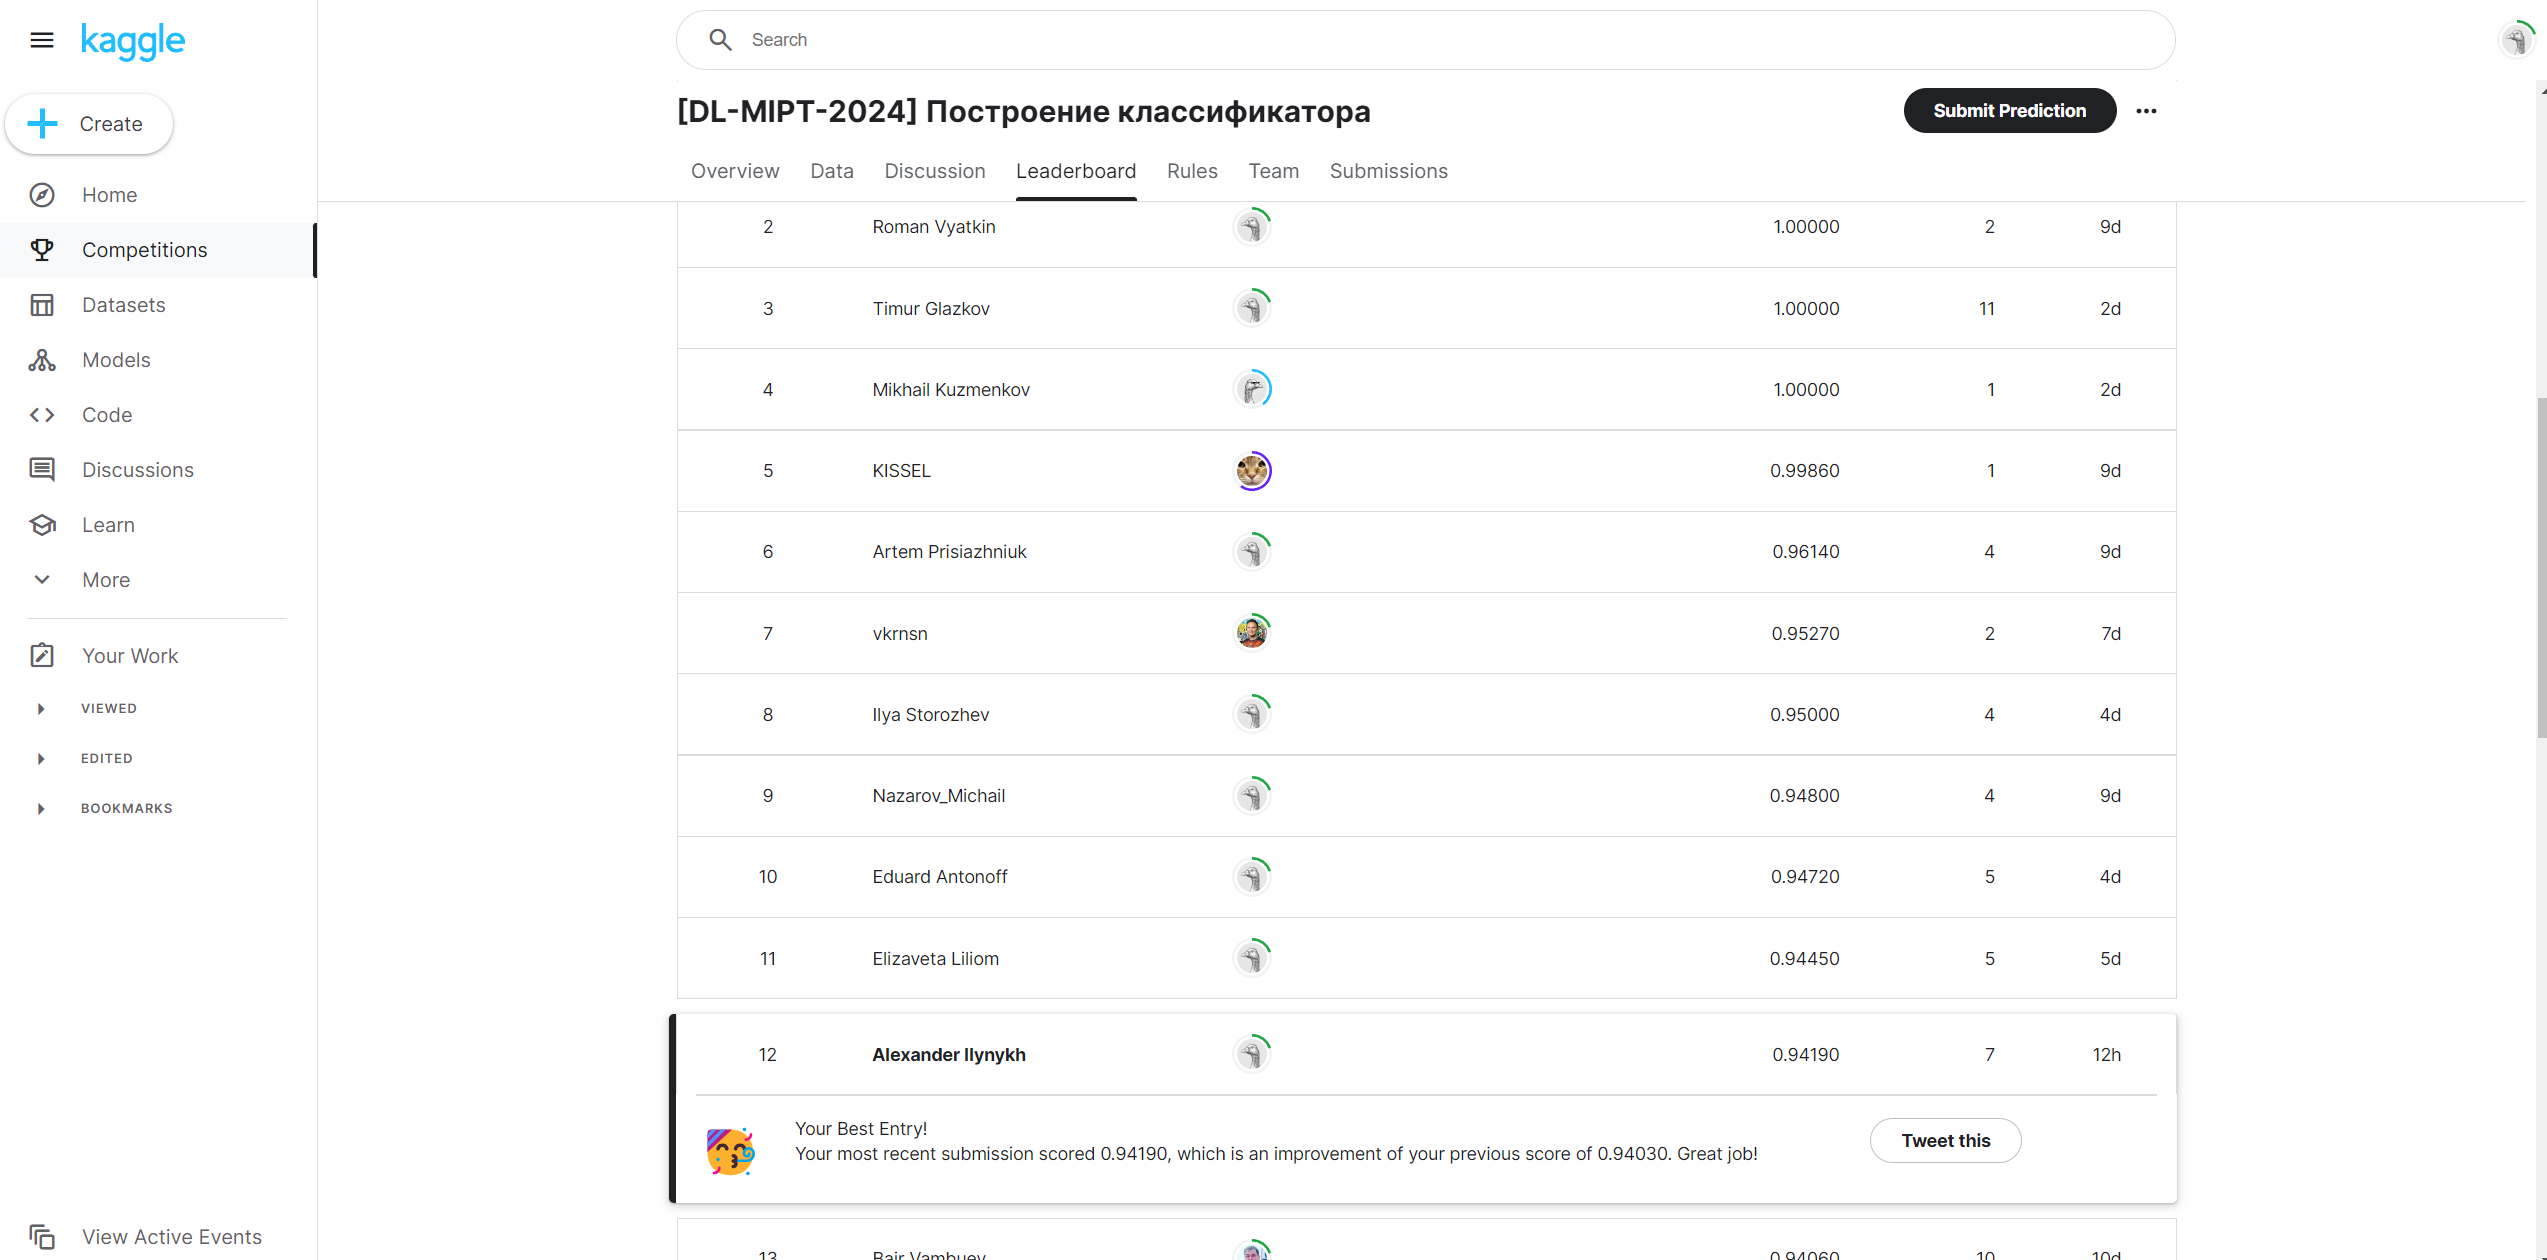 kaggle
Search
Create
Home
Competitions
Datasets
Models
Code
Discussions
Learn
More
Your Work
VIEWED
EDITED
BOOKMARKS
View Active Events
[DL-MIPT-2024] Построение классификатора
Submit Prediction
Overview Data Discussion Leaderboard Rules Team Submissions
2 Roman Vyatkin 1.00000 2 9d
3 Timur Glazkov 1.00000 11 2d
4 Mikhail Kuzmenkov 1.00000 1 2d
5 KISSEL 0.99860 1 9d
6 Artem Prisiazhniuk 0.96140 4 9d
7 vkrnsn 0.95270 2 7d
8 Ilya Storozhev 0.95000 4 4d
9 Nazarov_Michail 0.94800 4 9d
10 Eduard Antonoff 0.94720 5 4d
11 Elizaveta Liliom 0.94450 5 5d
12 Alexander Ilynykh 0.94190 7 12h
Your Best Entry!
Your most recent submission scored 0.94190, which is an improvement of your previous score of 0.94030. Great job!
Tweet this
13 Bair Vambuev 0.94060 10 10d